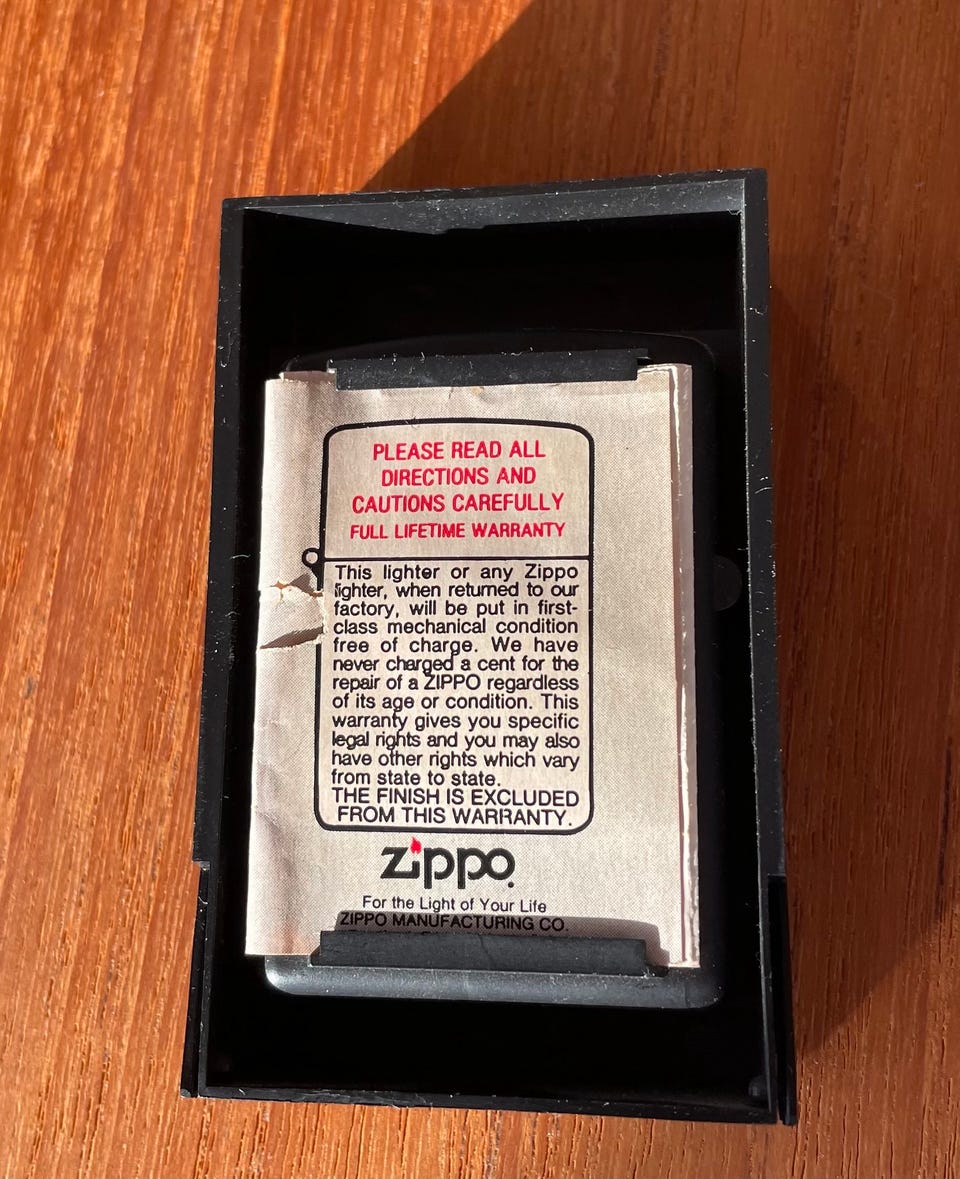 PLEASE READ ALL
DIRECTIONS AND
CAUTIONS CAREFULLY
FULL LIFETIME WARRANTY
This lighter or any Zippo
lighter, when returned to our
factory, will be put in first-
class mechanical condition
free of charge. We have
never charged a cent for the
repair of a ZIPPO regardless
of its age or condition. This
warranty gives you specific
legal rights and you may also
have other rights which vary
from state to state.
THE FINISH IS EXCLUDED
FROM THIS WARRANTY.
zippo
For the Light of Your Life
ZIPPO MANUFACTURING CO.